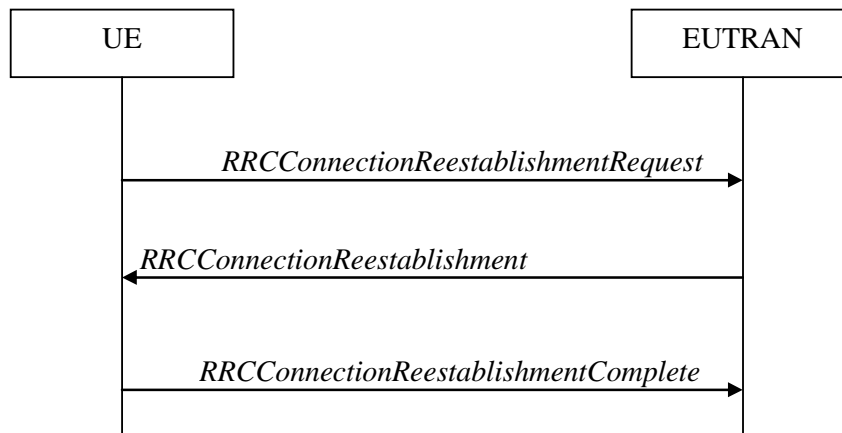 UE
EUTRAN
RRCConnectionReestablishmentRequest
RRCConnectionReestablishment
RRCConnectionReestablishmentComplete